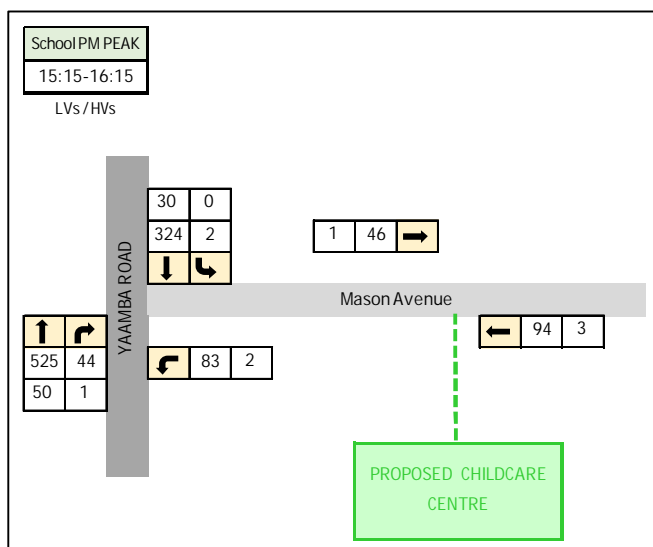 School PM PEAK
15:15-16:15
LVs / HVs
30 0
324 2
1 46
YAAMBA ROAD
Mason Avenue
94 3
525 44
83 2
50 1
PROPOSED CHILDCARE
CENTRE